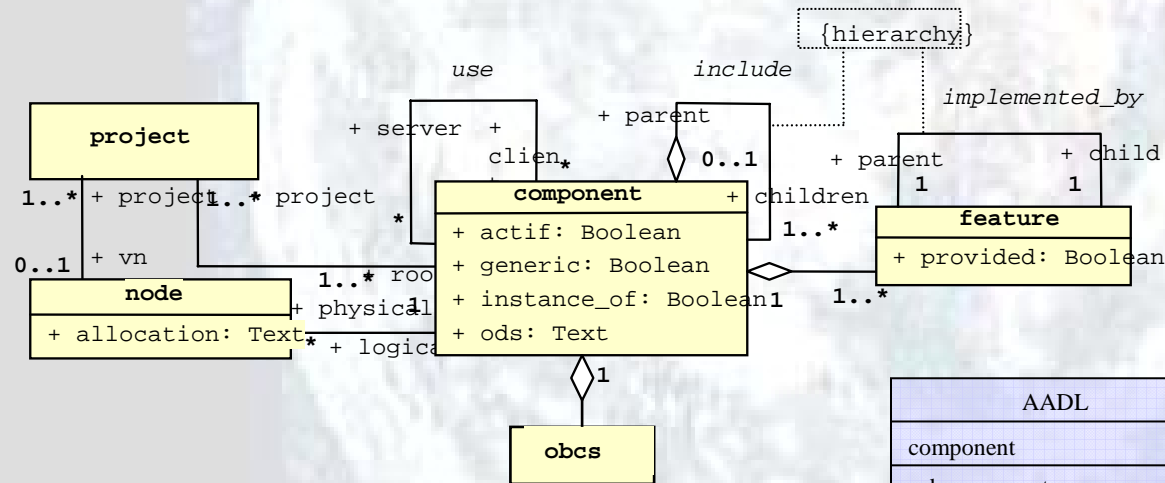 {hierarchy}
use
include
implemented_by
project
+ server
+
clien
*
+ parent
0..1
+ parent
1
+ child
1
1..*
+ project
1..*
+ project
component
+ children
1..*
feature
*
+ actif: Boolean
+ provided: Boolean
0..1
+ vn
+ generic: Boolean
1..*
+ roo
node
+ physical
1
+ instance_of: Boolean
1
1..*
+ allocation: Text
*
+ logica
+ ods: Text
1
AADL
obcs
component